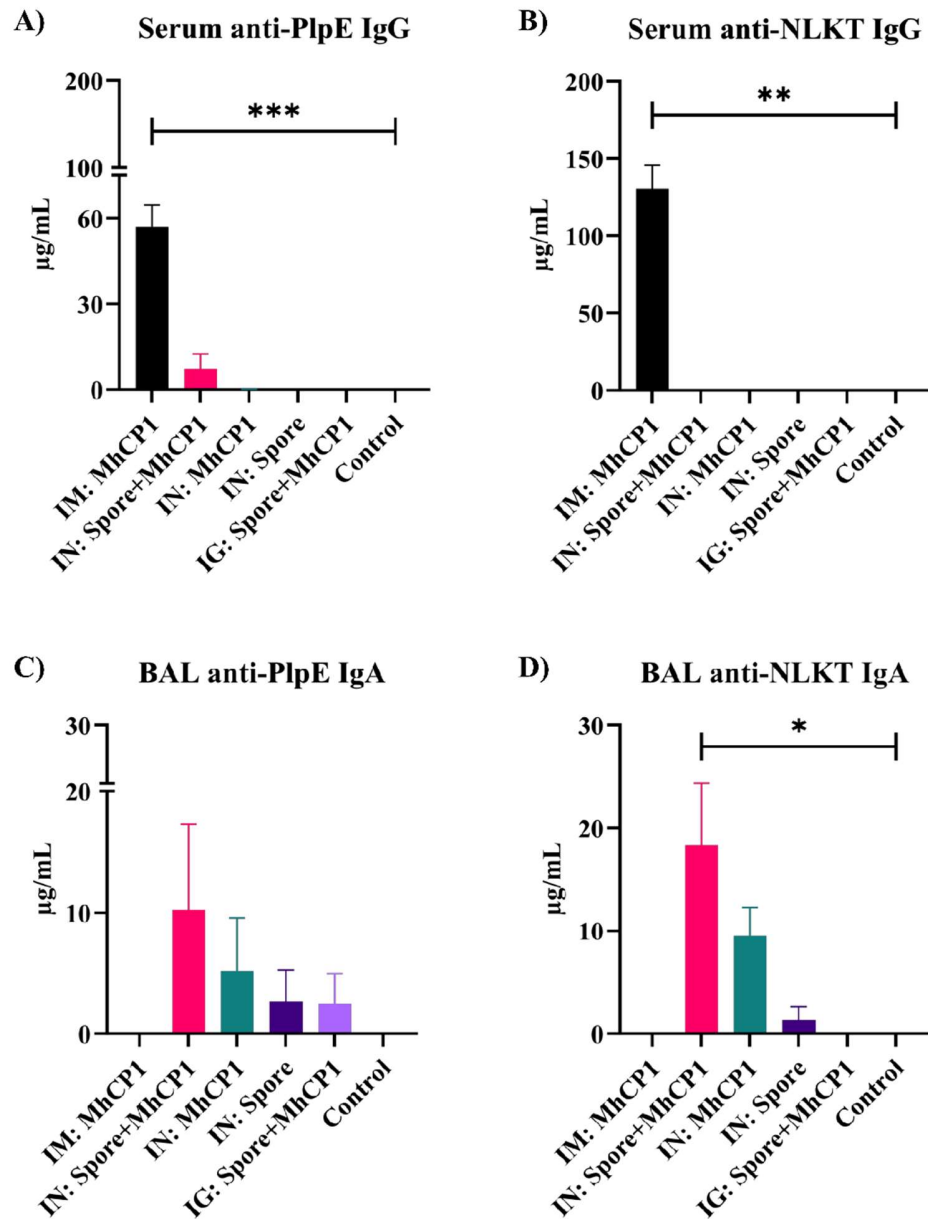 A) Serum anti-PlpE IgG
200
***
100
60
30
0
µg/mL
IM: MhCP1
IN: Spore+MhCP1
IN: MhCP1
IN: Spore
IG: Spore+MhCP1
Control
B) Serum anti-NLKT IgG
200
**
150
100
50
0
µg/mL
IM: MhCP1
IN: Spore+MhCP1
IN: MhCP1
IN: Spore
IG: Spore+MhCP1
Control
C) BAL anti-PlpE IgA
30
20
10
0
µg/mL
IM: MhCP1
IN: Spore+MhCP1
IN: MhCP1
IN: Spore
IG: Spore+MhCP1
Control
D) BAL anti-NLKT IgA
30
*
20
10
0
µg/mL
IM: MhCP1
IN: Spore+MhCP1
IN: MhCP1
IN: Spore
IG: Spore+MhCP1
Control